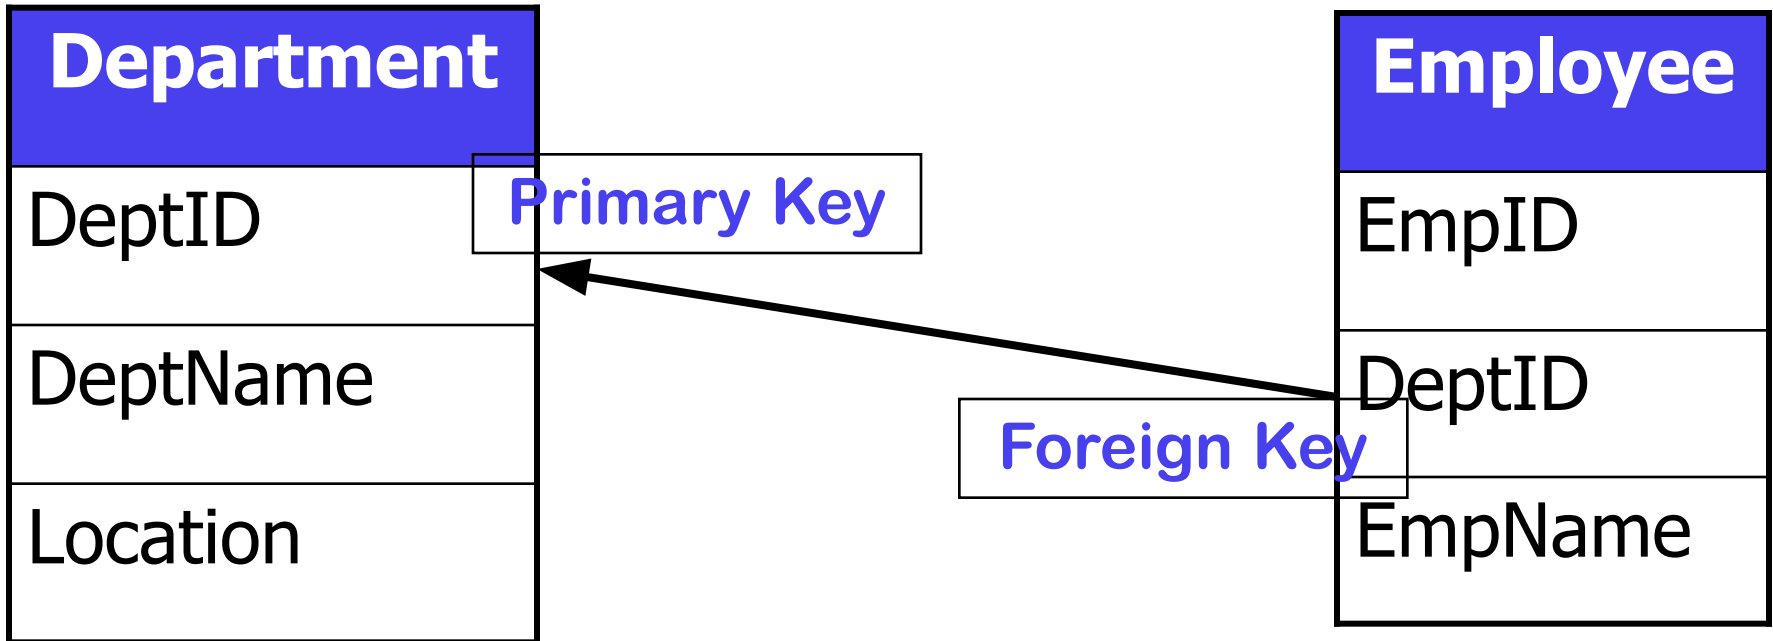 Department
DeptID
DeptName
Location
Primary Key
Foreign Key
Employee
EmpID
DeptID
EmpName